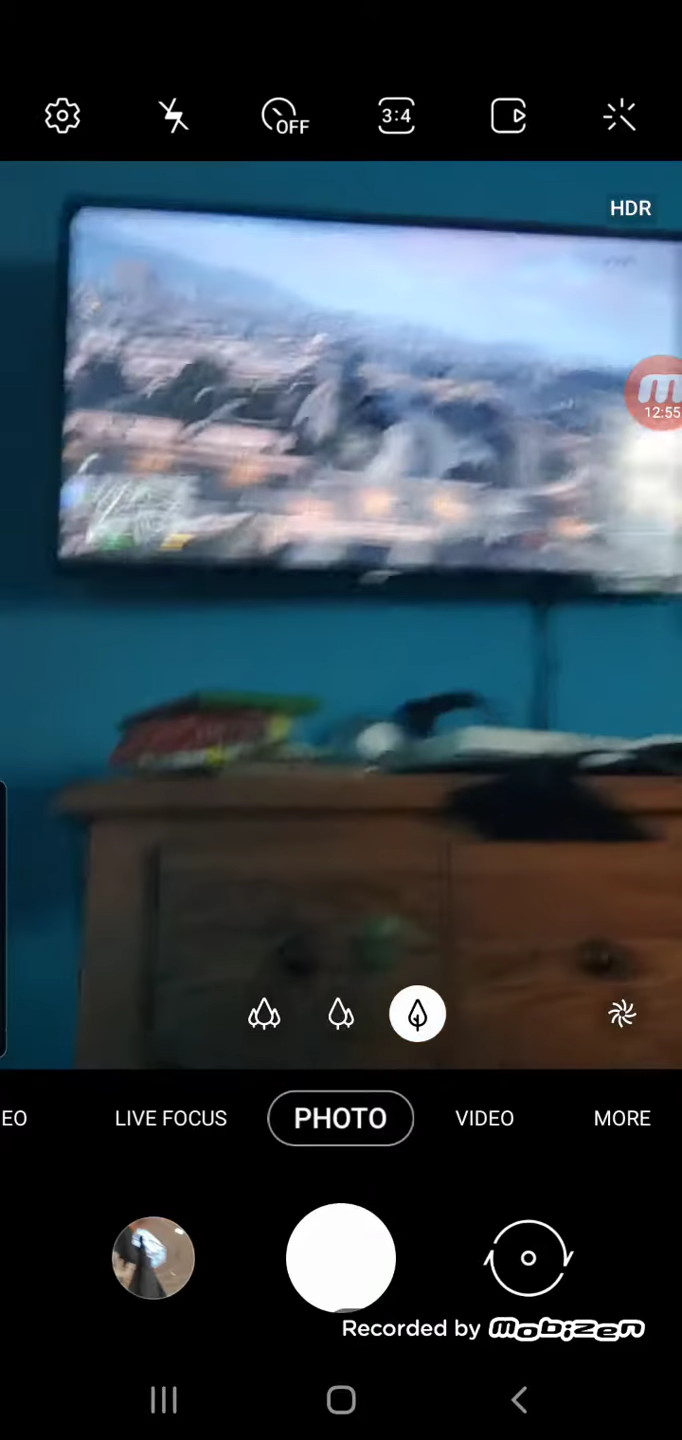 OFF
3:4
HDR
m
12:55
EO
LIVE FOCUS
PHOTO
VIDEO
MORE
Recorded by mobizen